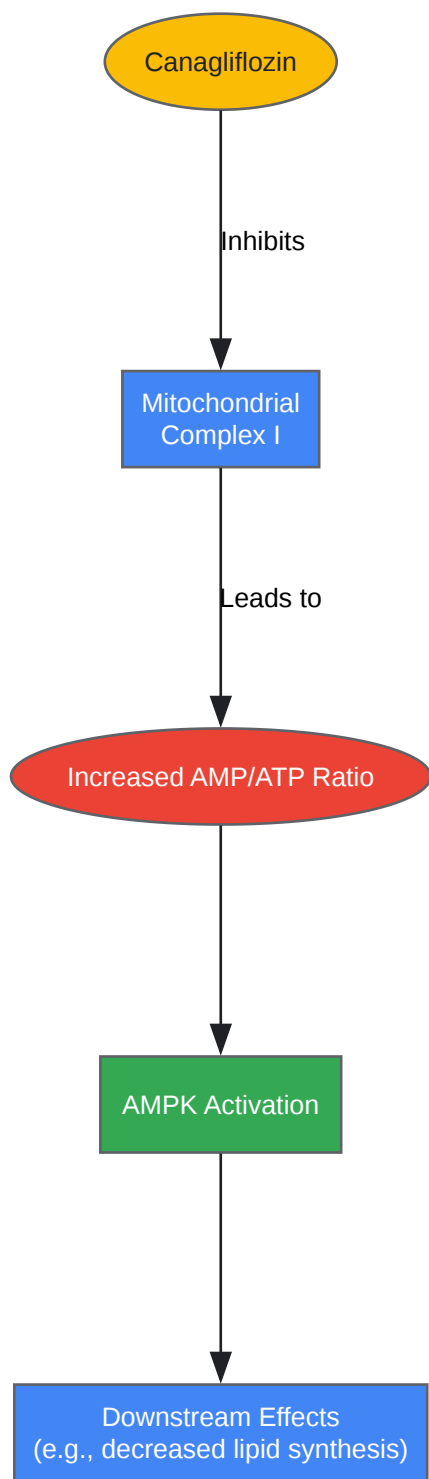 Canagliflozin
Inhibits
Mitochondrial
Complex I
Leads to
Increased AMP/ATP Ratio
AMPK Activation
Downstream Effects
(e.g., decreased lipid synthesis)